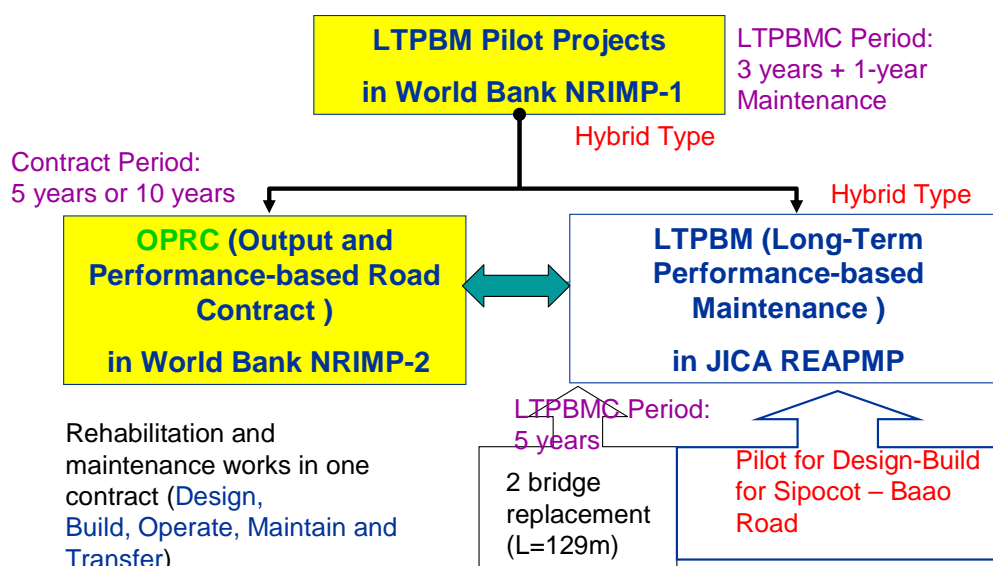 LTPBM Pilot Projects
in World Bank NRIMP-1
LTPBMC Period:
3 years + 1-year
Maintenance
Hybrid Type
Contract Period:
5 years or 10 years
Hybrid Type
OPRC (Output and
Performance-based Road
Contract )
in World Bank NRIMP-2
LTPBM (Long-Term
Performance-based
Maintenance )
in JICA REAPMP
Rehabilitation and
maintenance works in one
contract (Design,
Build, Operate, Maintain and
Transfer)
LTPBMC Period:
5 years
2 bridge
replacement
(L=129m)
Pilot for Design-Build
for Sipocot – Baao
Road